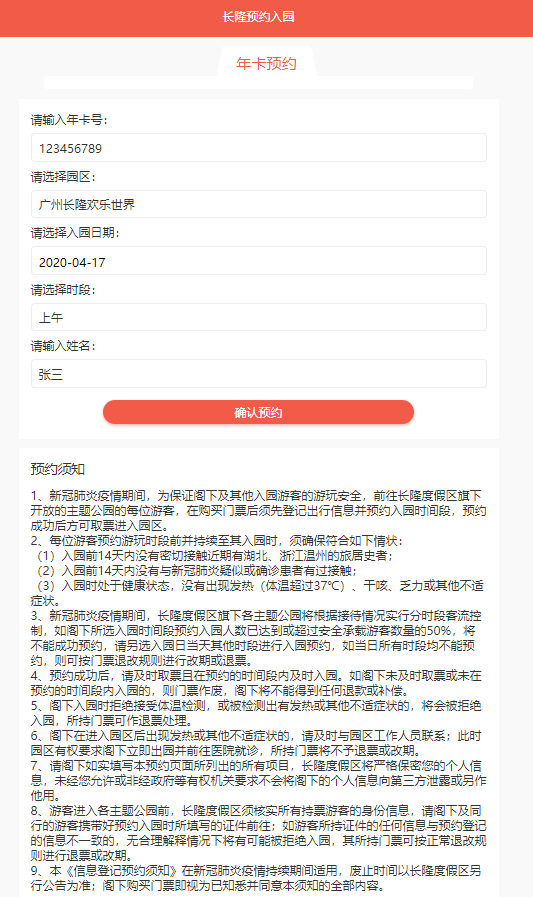 长隆预约入园
年卡预约
请输入年卡号：
123456789
请选择园区：
广州长隆欢乐世界
请选择入园日期：
2020-04-17
请选择时段：
上午
请输入姓名：
张三
确认预约
预约须知
1、新冠肺炎疫情期间，为保证阁下及其他入园游客的游玩安全，前往长隆度假区旗下
开放的主题公园的每位游客，在购买门票后须先登记出行信息并预约入园时间段，预约
成功后方可取票进入园区。
2、每位游客预约游玩时段前并持续至其入园时，须确保符合如下情状：
（1）入园前14天内没有密切接触近期有湖北、浙江温州的旅居史者；
（2）入园前14天内没有与新冠肺炎疑似或确诊患者有过接触；
（3）入园时处于健康状态，没有出现发热（体温超过37℃）、干咳、乏力或其他不适
症状。
3、新冠肺炎疫情期间，长隆度假区旗下各主题公园将根据接待情况实行分时段客流控
制，如阁下所选入园时间段预约入园人数已达到或超过安全承载游客数量的50%，将
不能成功预约，请另选入园日当天其他时段进行入园预约，如当日所有时段均不能预
约，则可按门票退改规则进行改期或退票。
4、预约成功后，请及时取票且在预约的时间段内及时入园。如阁下未及时取票或未在
预约的时间段内入园的，则门票作废，阁下将不能得到任何退款或补偿。
5、阁下入园时拒绝接受体温检测，或被检测出有发热或其他不适症状的，将会被拒绝
入园，所持门票可作退票处理。
6、阁下在进入园区后出现发热或其他不适症状的，请及时与园区工作人员联系；此时
园区有权要求阁下立即出园并前往医院就诊，所持门票将不予退票或改期。
7、请阁下如实填写本预约页面所列出的所有项目，长隆度假区将严格保密您的个人信
息，未经您允许或非经政府等有权机关要求不会将阁下的个人信息向第三方泄露或另作
他用。
8、游客进入各主题公园前，长隆度假区须核实所有持票游客的身份信息，请阁下及同
行的游客携带好预约入园时所填写的证件前往；如游客所持证件的任何信息与预约登记
的信息不一致的，无合理解释情况下将有可能被拒绝入园，其所持门票可按正常退改规
则进行退票或改期。
9、本《信息登记预约须知》在新冠肺炎疫情持续期间适用，废止时间以长隆度假区另
行公告为准；阁下购买门票即视为已知悉并同意本须知的全部内容。